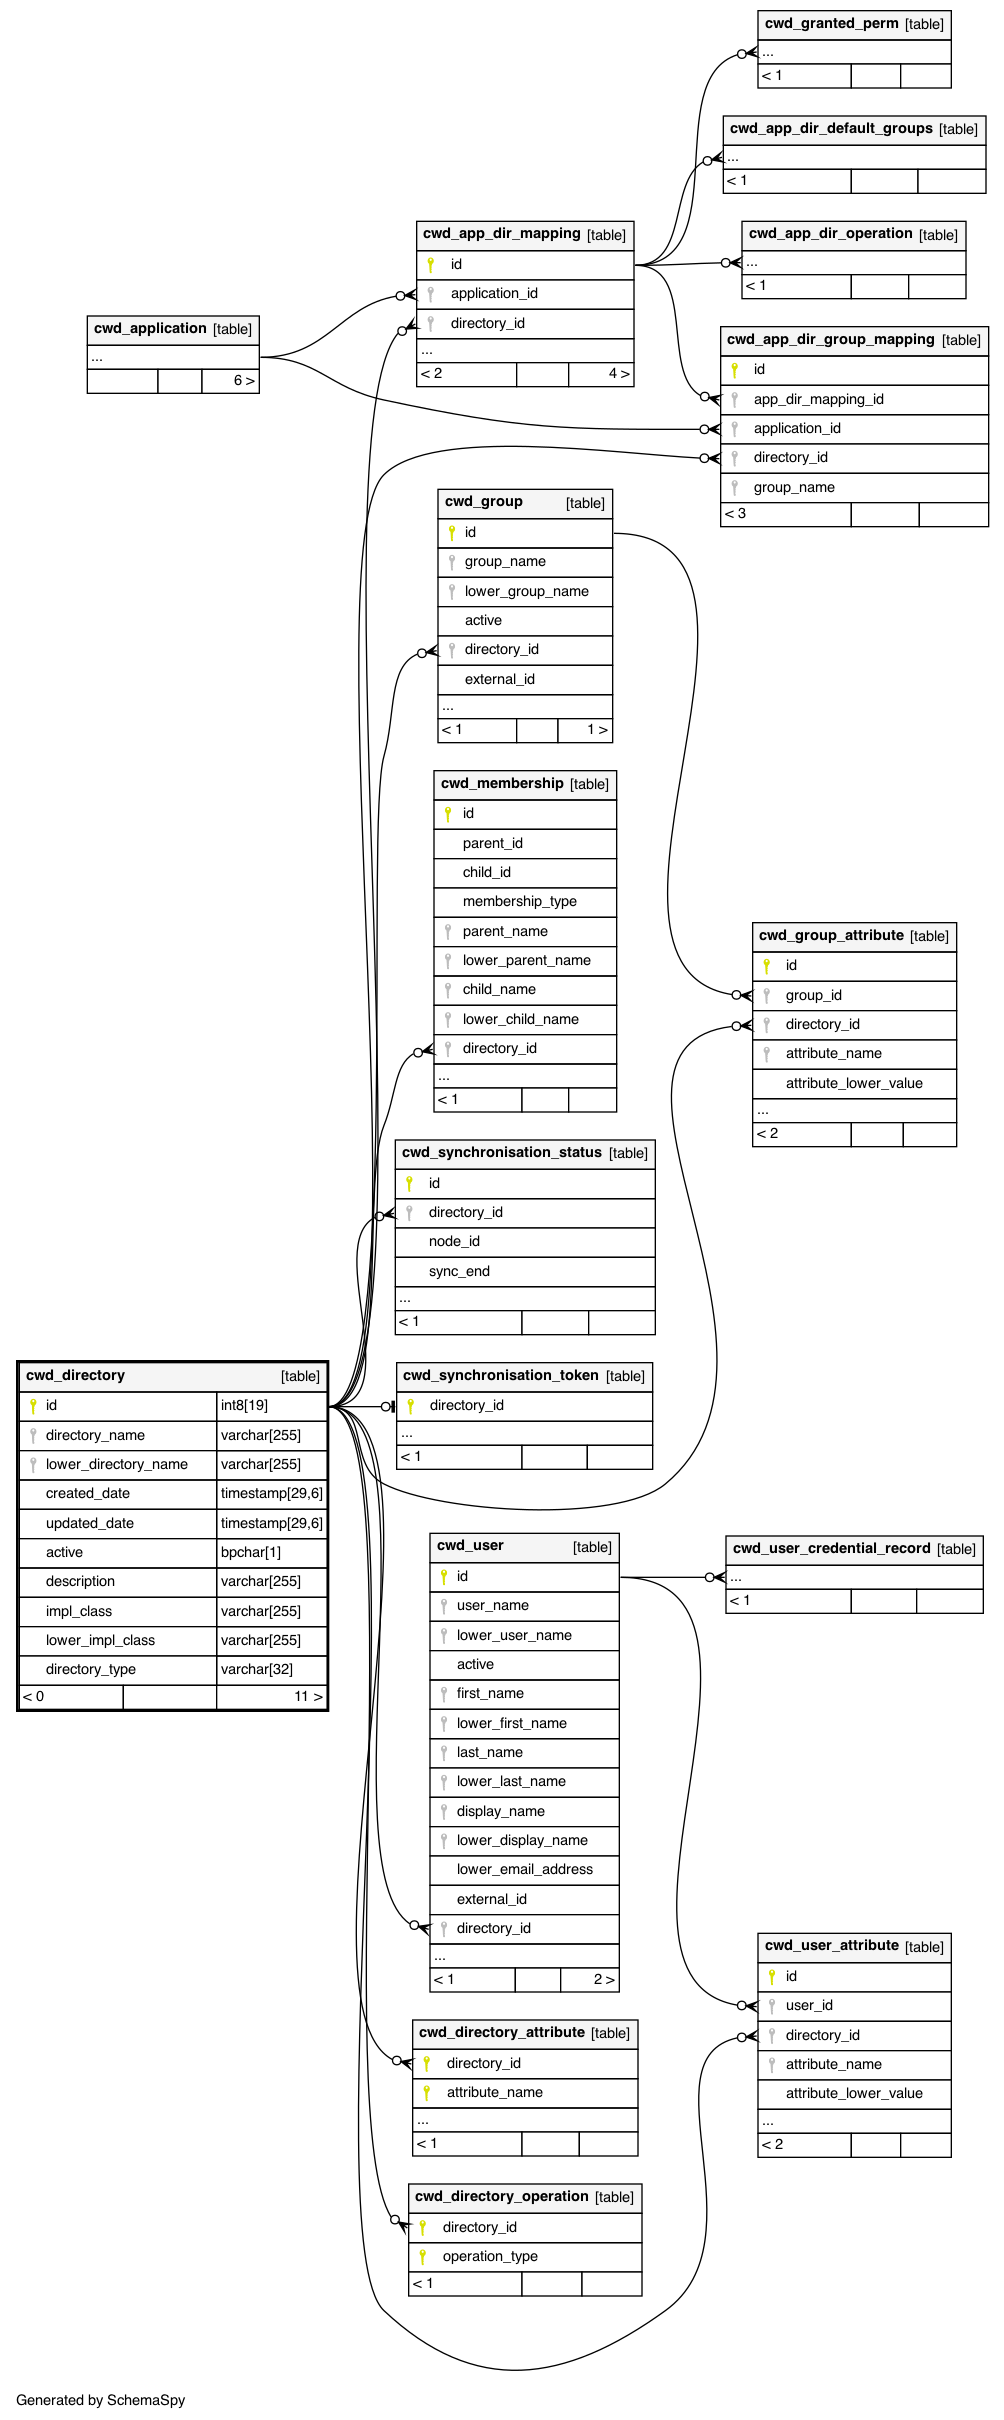 cwd_granted_perm [table]
...
< 1
cwd_app_dir_default_groups [table]
...
< 1
cwd_app_dir_mapping [table]
id
application_id
directory_id
...
< 2 4 >
cwd_app_dir_operation [table]
...
< 1
cwd_application [table]
...
6 >
cwd_app_dir_group_mapping [table]
id
app_dir_mapping_id
application_id
directory_id
group_name
< 3
cwd_group [table]
id
group_name
lower_group_name
active
directory_id
external_id
...
< 1 1 >
cwd_membership [table]
id
parent_id
child_id
membership_type
parent_name
lower_parent_name
child_name
lower_child_name
directory_id
...
< 1
cwd_group_attribute [table]
id
group_id
directory_id
attribute_name
attribute_lower_value
...
< 2
cwd_synchronisation_status [table]
id
directory_id
node_id
sync_end
...
< 1
cwd_directory [table]
id int8[19]
directory_name varchar[255]
lower_directory_name varchar[255]
created_date timestamp[29,6]
updated_date timestamp[29,6]
active bpchar[1]
description varchar[255]
impl_class varchar[255]
lower_impl_class varchar[255]
directory_type varchar[32]
< 0 11 >
cwd_synchronisation_token [table]
directory_id
...
< 1
cwd_user [table]
id
user_name
lower_user_name
active
first_name
lower_first_name
last_name
lower_last_name
display_name
lower_display_name
lower_email_address
external_id
directory_id
...
< 1 2 >
cwd_user_credential_record [table]
...
< 1
cwd_user_attribute [table]
id
user_id
directory_id
attribute_name
attribute_lower_value
...
< 2
cwd_directory_attribute [table]
directory_id
attribute_name
...
< 1
cwd_directory_operation [table]
directory_id
operation_type
< 1
Generated by SchemaSpy